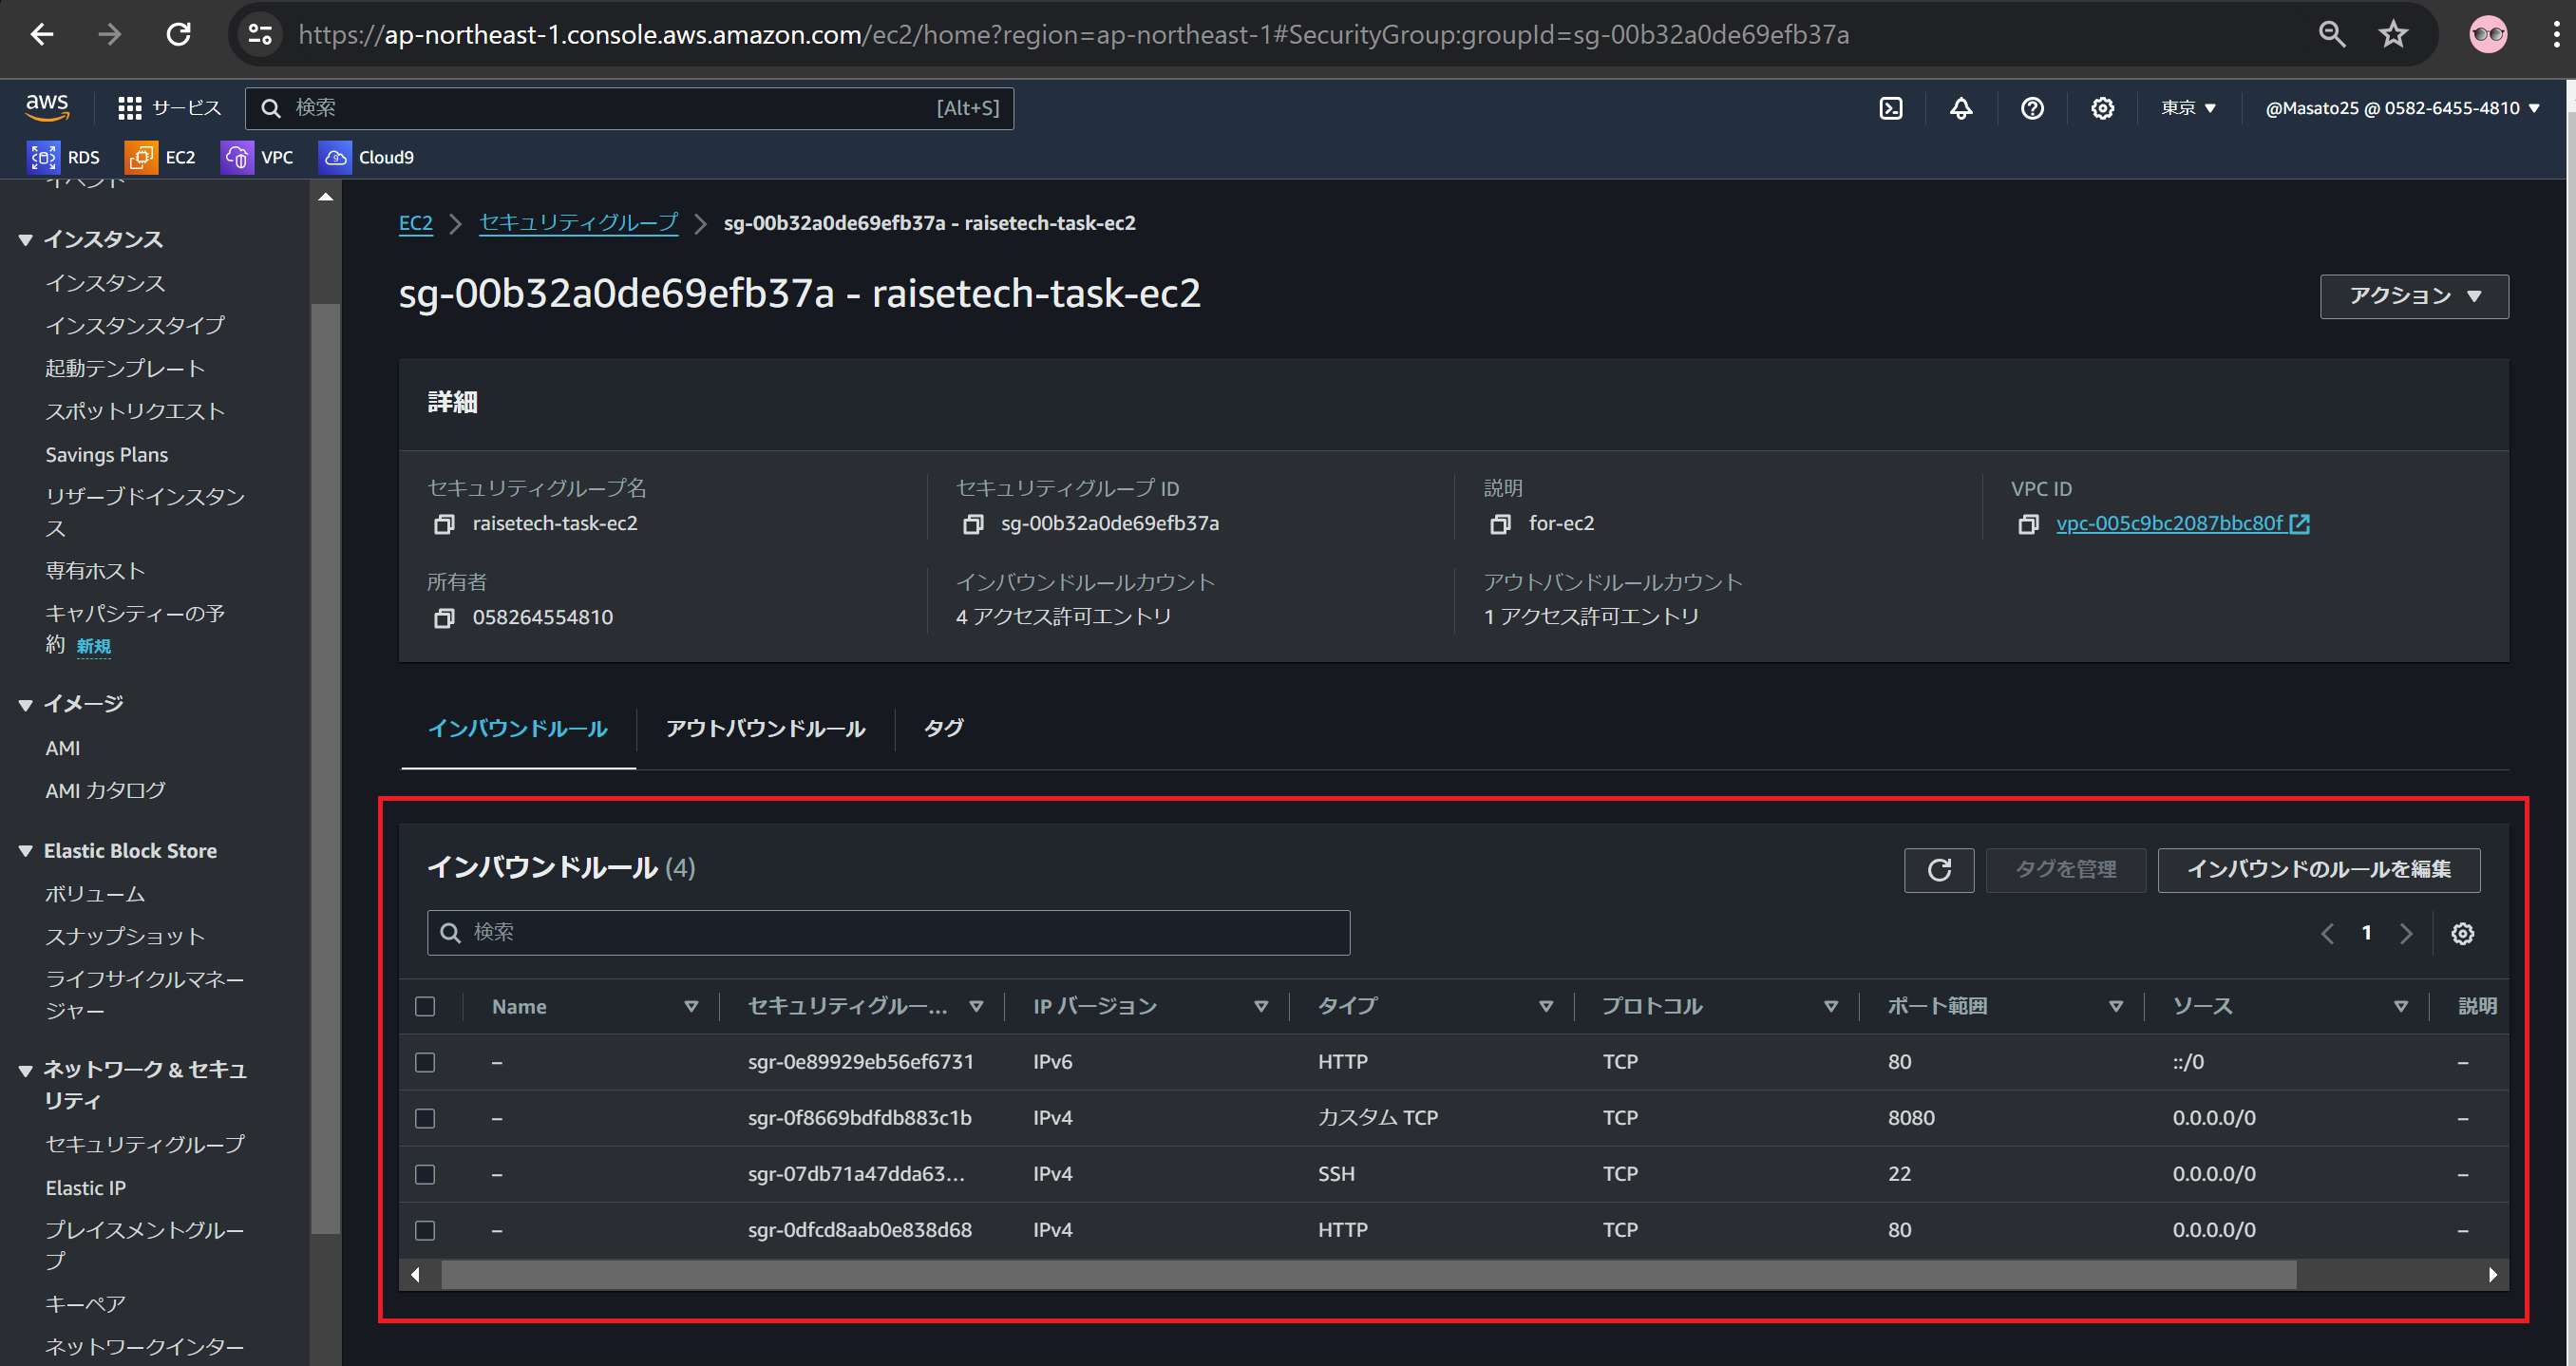 https://ap-northeast-1.console.aws.amazon.com/ec2/home?region=ap-northeast-1#SecurityGroup:groupId=sg-00b32a0de69efb37a
aws サービス 検索 [Alt+S] 東京 @Masato25 @ 0582-6455-4810
RDS EC2 VPC Cloud9
イベント
インスタンス
インスタンス
インスタンスタイプ
起動テンプレート
スポットリクエスト
Savings Plans
リザーブドインスタン
ス
専有ホスト
キャパシティーの予
約 新規
イメージ
AMI
AMI カタログ
Elastic Block Store
ボリューム
スナップショット
ライフサイクルマネー
ジャー
ネットワーク & セキュ
リティ
セキュリティグループ
Elastic IP
プレイスメントグルー
プ
キーペア
ネットワークインター
EC2 セキュリティグループ sg-00b32a0de69efb37a - raisetech-task-ec2
sg-00b32a0de69efb37a - raisetech-task-ec2
アクション
詳細
セキュリティグループ名 セキュリティグループ ID 説明 VPC ID
raisetech-task-ec2 sg-00b32a0de69efb37a for-ec2 vpc-005c9bc2087bbc80f
所有者 インバウンドルールカウント アウトバンドルールカウント
058264554810 4 アクセス許可エントリ 1 アクセス許可エントリ
インバウンドルール アウトバウンドルール タグ
インバウンドルール (4) タグを管理 インバウンドのルールを編集
検索 1
Name セキュリティグルー... IP バージョン タイプ プロトコル ポート範囲 ソース 説明
– sgr-0e89929eb56ef6731 IPv6 HTTP TCP 80 ::/0 –
– sgr-0f8669bdfdb883c1b IPv4 カスタム TCP TCP 8080 0.0.0.0/0 –
– sgr-07db71a47dda63... IPv4 SSH TCP 22 0.0.0.0/0 –
– sgr-0dfcd8aab0e838d68 IPv4 HTTP TCP 80 0.0.0.0/0 –